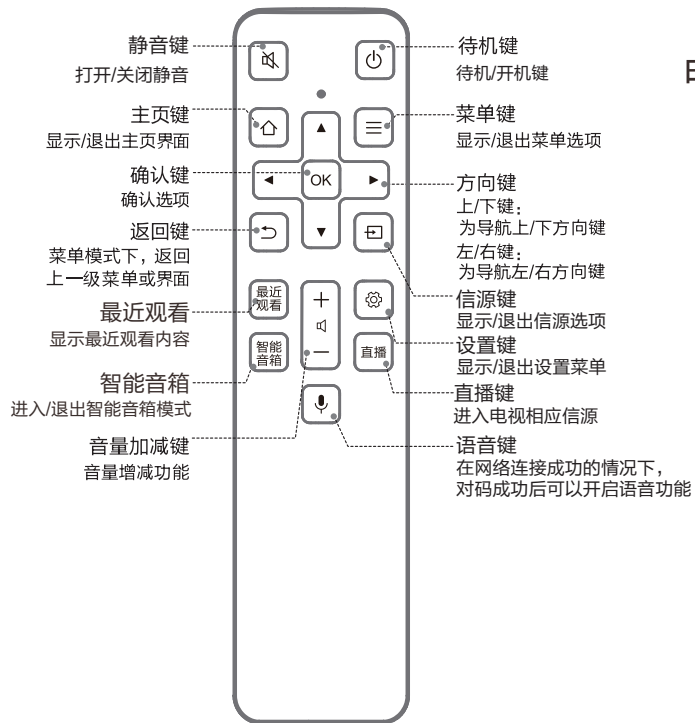 静音键
打开/关闭静音
主页键
显示/退出主页界面
确认键
确认选项
返回键
菜单模式下，返回
上一级菜单或界面
最近观看
显示最近观看内容
智能音箱
进入/退出智能音箱模式
音量加减键
音量增减功能
OK
最近
观看
智能
音箱
直播
待机键
待机/开机键
菜单键
显示/退出菜单选项
方向键
上/下键：
为导航上/下方向键
左/右键：
为导航左/右方向键
信源键
显示/退出信源选项
设置键
显示/退出设置菜单
直播键
进入电视相应信源
语音键
在网络连接成功的情况下，
对码成功后可以开启语音功能